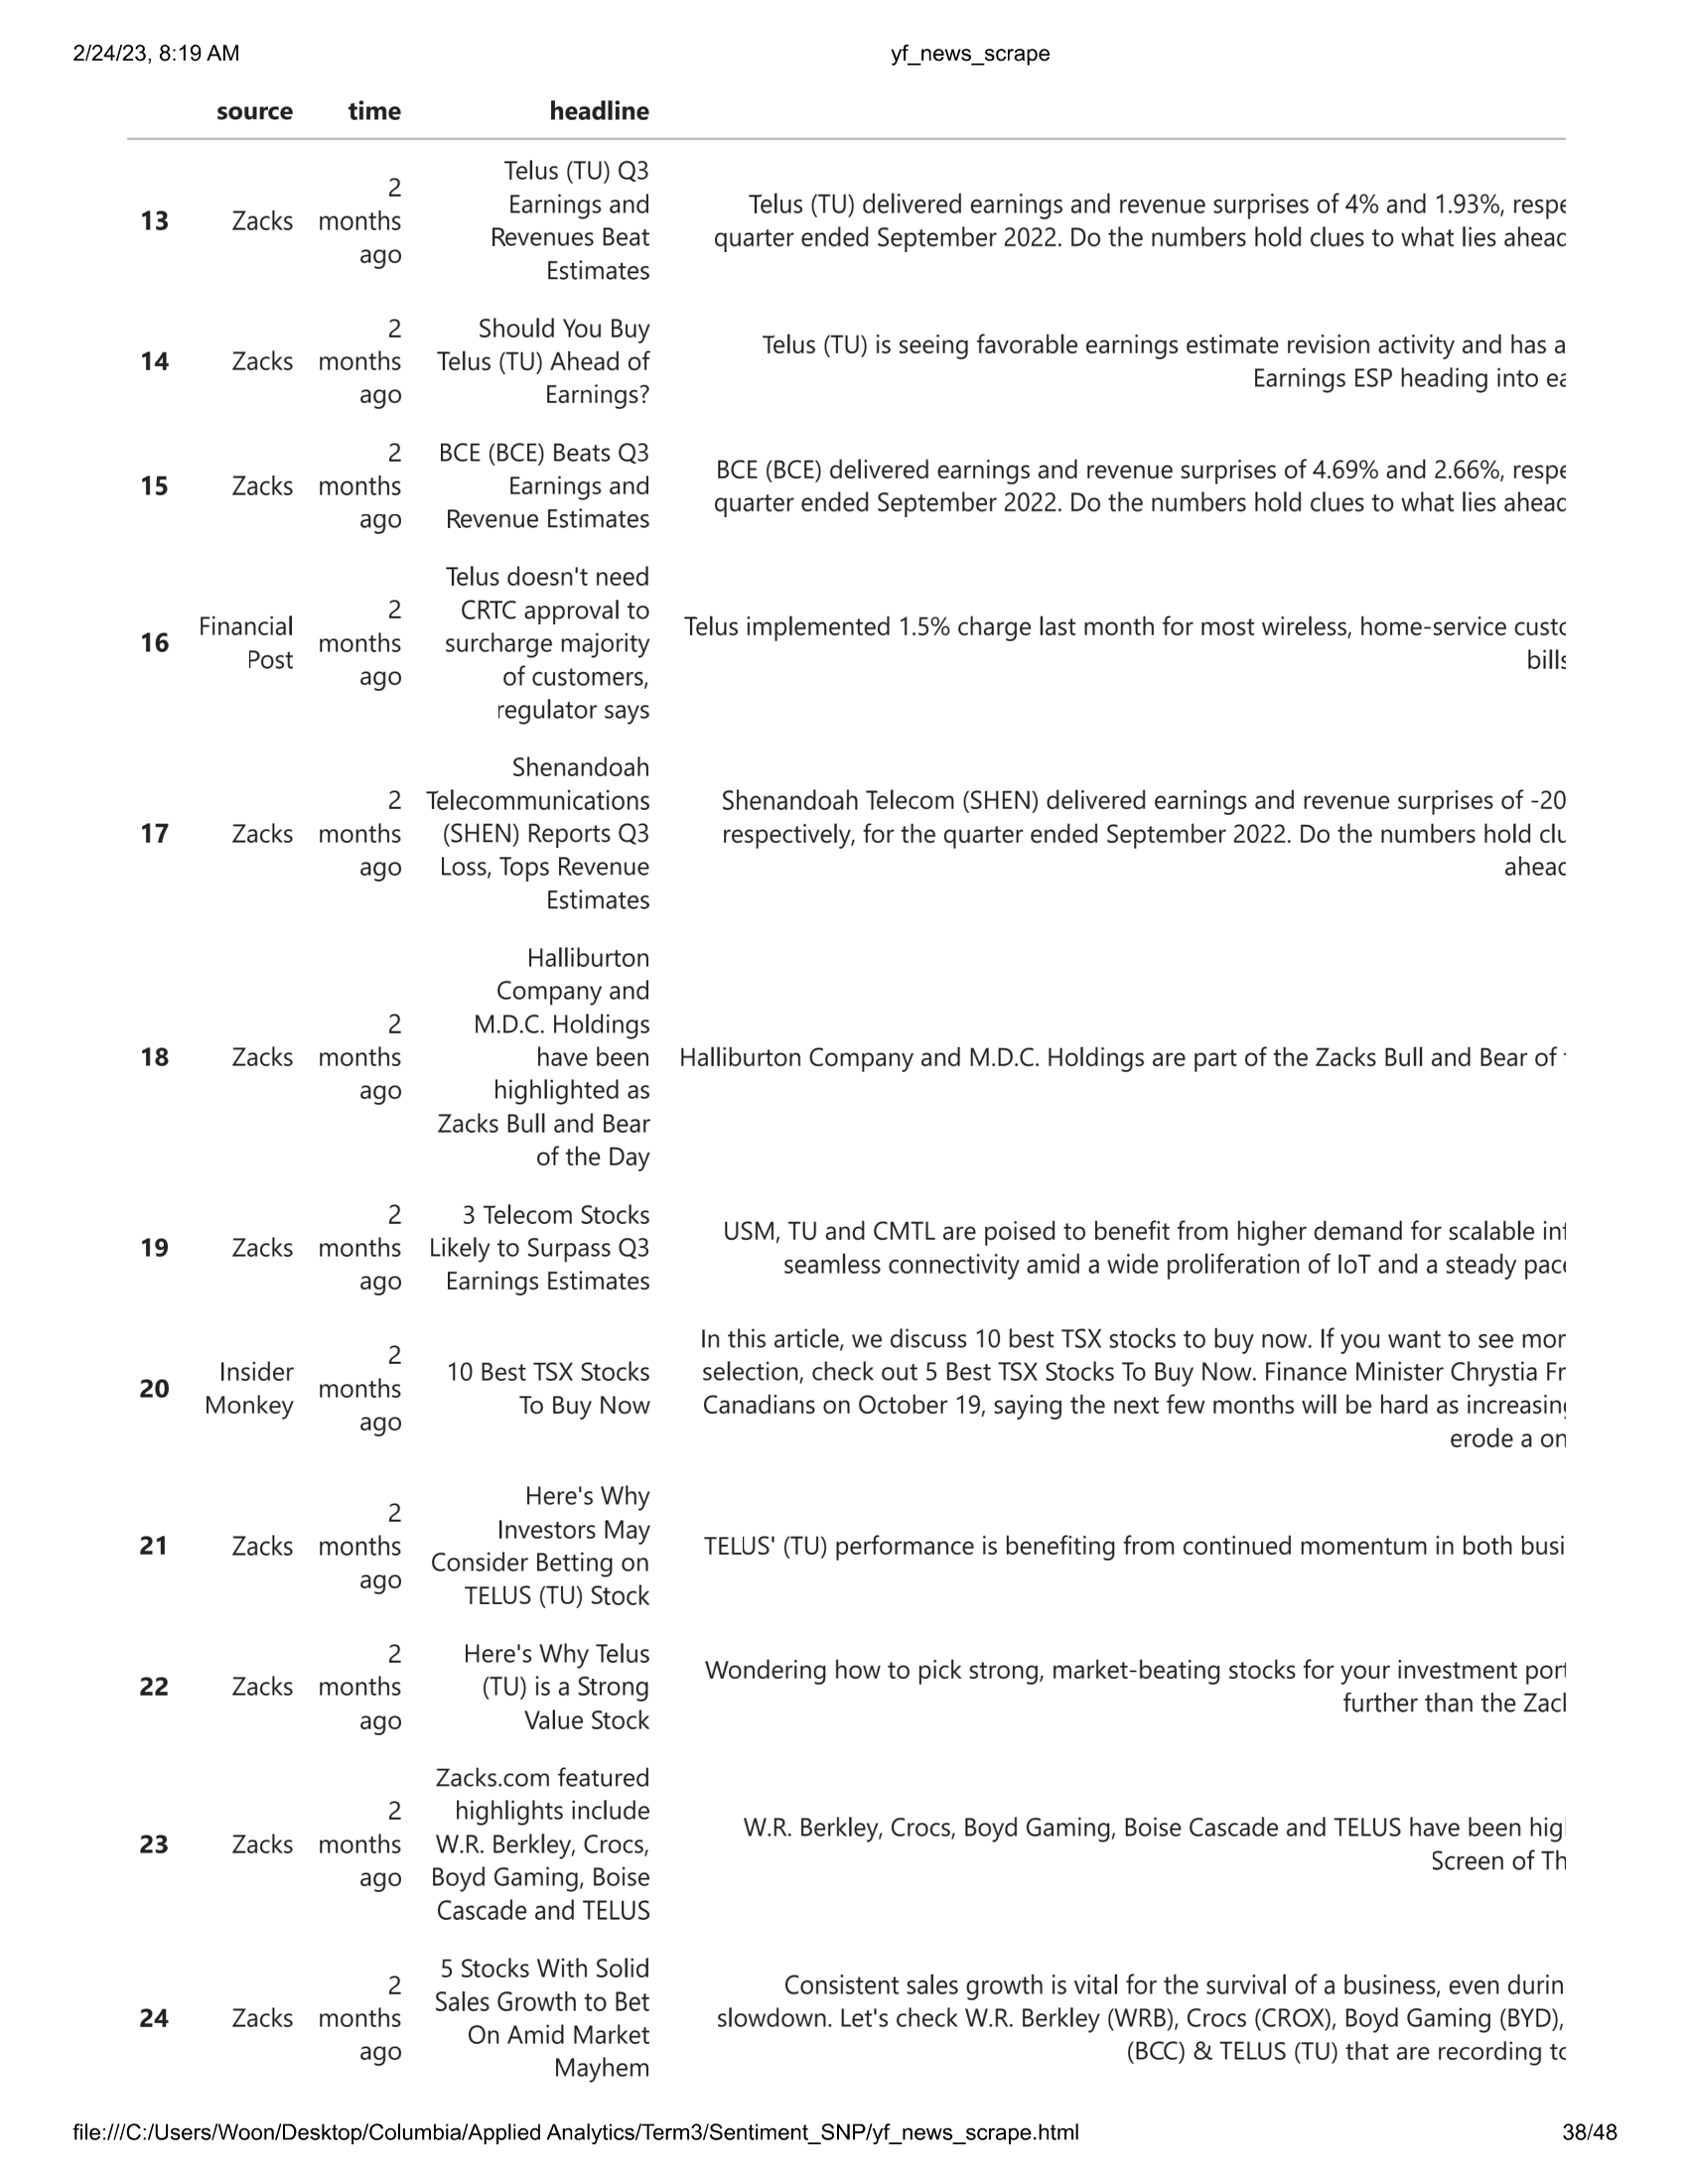 2/24/23, 8:19 AM yf_news_scrape
source time headline
13 Zacks 2 months ago Telus (TU) Q3 Earnings and Revenues Beat Estimates
Telus (TU) delivered earnings and revenue surprises of 4% and 1.93%,
quarter ended September 2022. Do the numbers hold clues to what lies
14 Zacks 2 months ago Should You Buy Telus (TU) Ahead of Earnings?
Telus (TU) is seeing favorable earnings estimate revision activity and has a
Earnings ESP heading into
15 Zacks 2 months ago BCE (BCE) Beats Q3 Earnings and Revenue Estimates
BCE (BCE) delivered earnings and revenue surprises of 4.69% and 2.66%,
quarter ended September 2022. Do the numbers hold clues to what lies
16 Financial Post 2 months ago Telus doesn't need CRTC approval to surcharge majority of customers, regulator says
Telus implemented 1.5% charge last month for most wireless, home-service
bills
17 Zacks 2 months ago Shenandoah Telecommunications (SHEN) Reports Q3 Loss, Tops Revenue Estimates
Shenandoah Telecom (SHEN) delivered earnings and revenue surprises of -20
respectively, for the quarter ended September 2022. Do the numbers hold
18 Zacks 2 months ago Halliburton Company and M.D.C. Holdings have been highlighted as Zacks Bull and Bear of the Day
Halliburton Company and M.D.C. Holdings are part of the Zacks Bull and Bear of
19 Zacks 2 months ago 3 Telecom Stocks Likely to Surpass Q3 Earnings Estimates
USM, TU and CMTL are poised to benefit from higher demand for scalable
seamless connectivity amid a wide proliferation of IoT and a steady
20 Insider Monkey 2 months ago 10 Best TSX Stocks To Buy Now
In this article, we discuss 10 best TSX stocks to buy now. If you want to see
selection, check out 5 Best TSX Stocks To Buy Now. Finance Minister Chrystia
Canadians on October 19, saying the next few months will be hard as
erode a
21 Zacks 2 months ago Here's Why Investors May Consider Betting on TELUS (TU) Stock
TELUS' (TU) performance is benefiting from continued momentum in both
22 Zacks 2 months ago Here's Why Telus (TU) is a Strong Value Stock
Wondering how to pick strong, market-beating stocks for your investment
further than the
23 Zacks 2 months ago Zacks.com featured highlights include W.R. Berkley, Crocs, Boyd Gaming, Boise Cascade and TELUS
W.R. Berkley, Crocs, Boyd Gaming, Boise Cascade and TELUS have been
Screen of
24 Zacks 2 months ago 5 Stocks With Solid Sales Growth to Bet On Amid Market Mayhem
Consistent sales growth is vital for the survival of a business, even
slowdown. Let's check W.R. Berkley (WRB), Crocs (CROX), Boyd Gaming (BYD),
(BCC) & TELUS (TU) that are recording
file:///C:/Users/Woon/Desktop/Columbia/Applied Analytics/Term3/Sentiment_SNP/yf_news_scrape.html 38/48